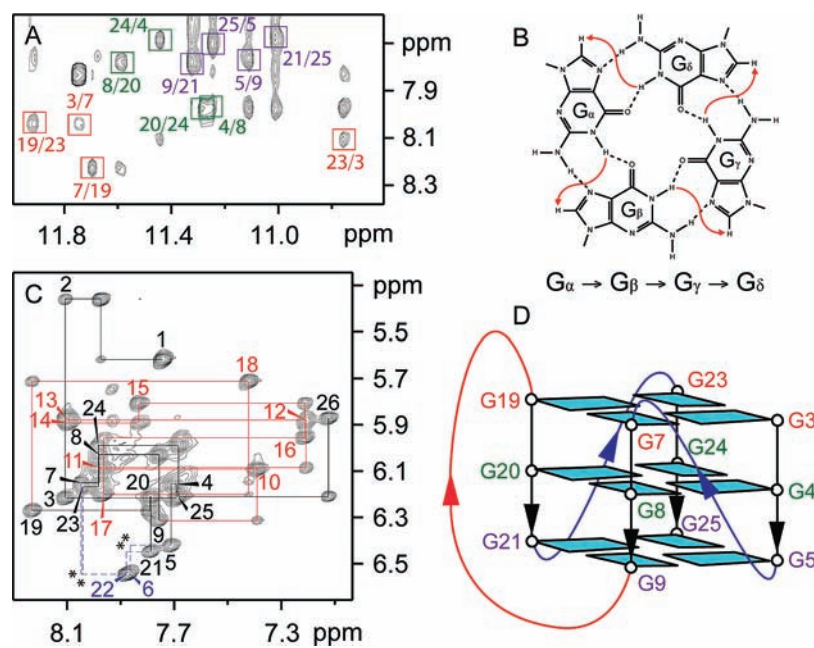 A
24/4
25/5
ppm
8/20
9/21
5/9
21/25
3/7
7.9
20/24
4/8
19/23
8.1
23/3
7/19
8.3
11.8
11.4
11.0
ppm
B
H
N
O
Gα
Gβ
Gγ
Gδ
Gα → Gβ → Gγ → Gδ
C
2
ppm
1
5.5
18
5.7
15
13
24
12
26
14
5.9
8
16
11
6.1
7
10
20
4
3
23
17
25
19
9
6.3
21
5
**
**
22
6
6.5
8.1
7.7
7.3
ppm
D
G19
G23
G3
G7
G20
G24
G4
G8
G21
G25
G5
G9